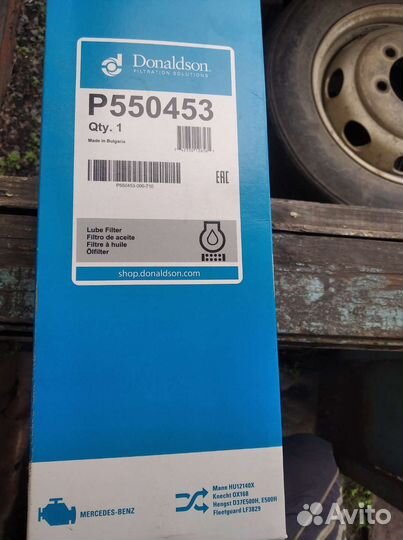 Donaldson
FILTRATION SOLUTIONS
P550453
Qty. 1
Made in Bulgaria
P550453-000-710
EAC
Lube Filter
Filtro de aceite
Filtre à huile
Ölfilter
shop.donaldson.com
MERCEDES-BENZ
Mann HU12140X
Knecht OX168
Hengst D37E500H, E500H
Fleetguard LF3829
Avito